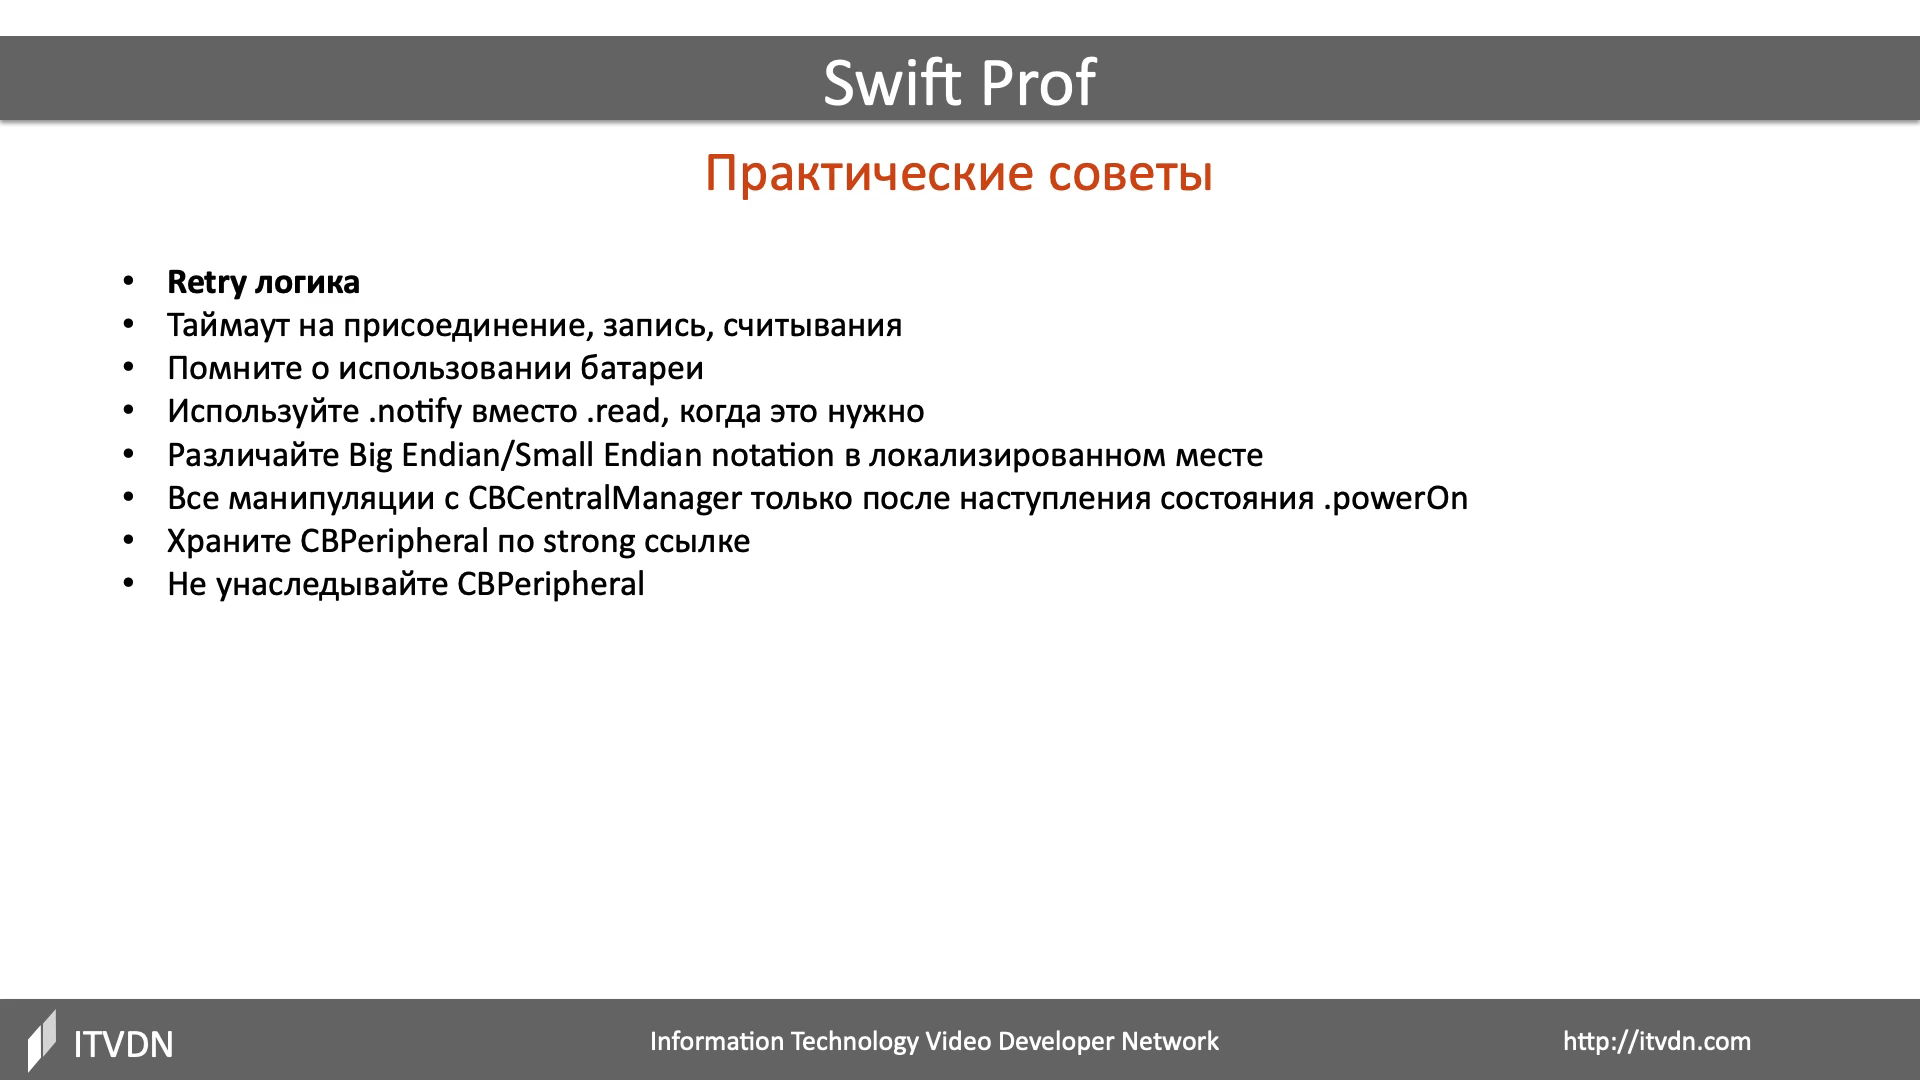 Swift Prof
Практические советы
• Retry логика
• Таймаут на присоединение, запись, считывания
• Помните о использовании батареи
• Используйте .notify вместо .read, когда это нужно
• Различайте Big Endian/Small Endian notation в локализированном месте
• Все манипуляции с CBCentralManager только после наступления состояния .powerOn
• Храните CBPeripheral по strong ссылке
• Не унаследывайте CBPeripheral
ITVDN
Information Technology Video Developer Network
http://itvdn.com